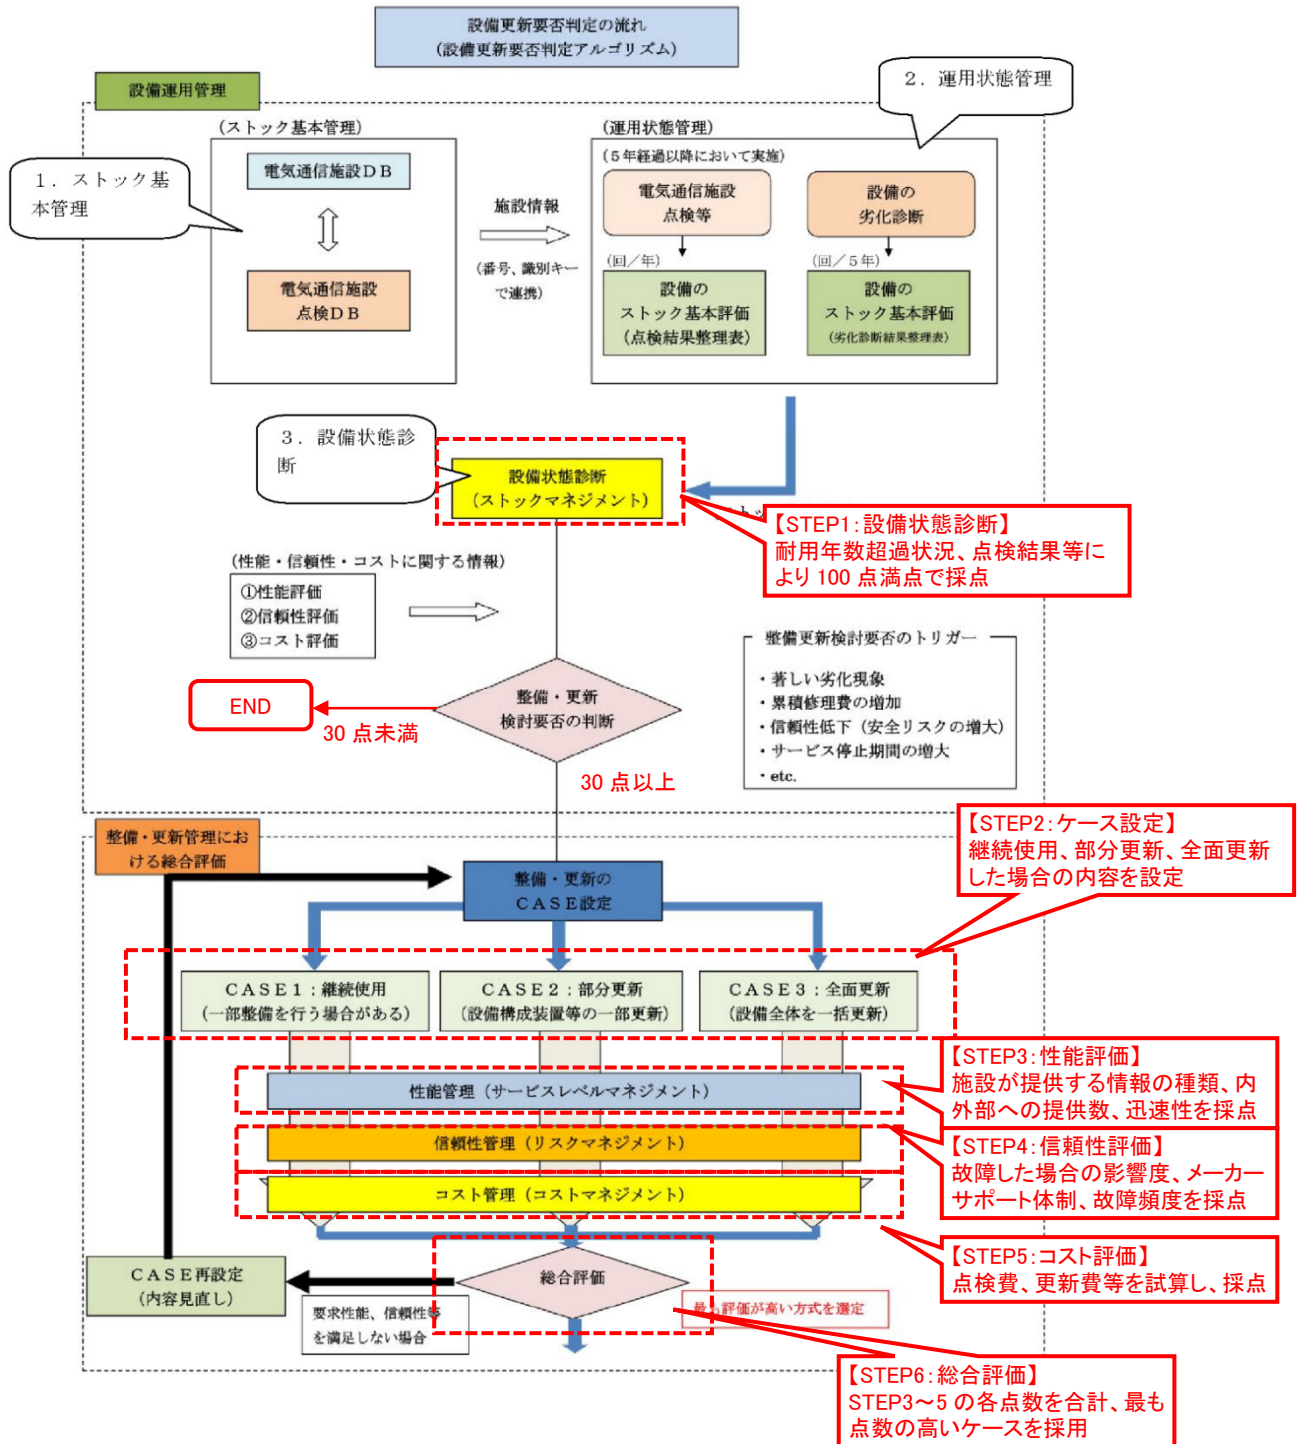 設備更新要否判定の流れ
(設備更新要否判定アルゴリズム)
設備運用管理
2．運用状態管理
(ストック基本管理)
(運用状態管理)
1．ストック基
本管理
電気通信施設DB
電気通信施設
点検DB
施設情報
(番号、識別キー
で連携)
(5年経過以降において実施)
電気通信施設
点検等
設備の
劣化診断
(回／年)
(回／5年)
設備の
ストック基本評価
(点検結果整理表)
設備の
ストック基本評価
(劣化診断結果整理表)
3．設備状態診
断
設備状態診断
(ストックマネジメント)
【STEP1:設備状態診断】
耐用年数超過状況、点検結果等に
より100点満点で採点
(性能・信頼性・コストに関する情報)
①性能評価
②信頼性評価
③コスト評価
整備更新検討要否のトリガー
・著しい劣化現象
・累積修理費の増加
・信頼性低下（安全リスクの増大）
・サービス停止期間の増大
・etc.
END
30点未満
整備・更新
検討要否の判断
30点以上
整備・更新管理にお
ける総合評価
【STEP2:ケース設定】
継続使用、部分更新、全面更新
した場合の内容を設定
整備・更新の
CASE設定
CASE1：継続使用
(一部整備を行う場合がある)
CASE2：部分更新
(設備構成装置等の一部更新)
CASE3：全面更新
(設備全体を一括更新)
【STEP3:性能評価】
施設が提供する情報の種類、内
外部への提供数、迅速性を採点
性能管理（サービスレベルマネジメント）
【STEP4:信頼性評価】
故障した場合の影響度、メーカー
サポート体制、故障頻度を採点
信頼性管理（リスクマネジメント）
コスト管理（コストマネジメント）
【STEP5:コスト評価】
点検費、更新費等を試算し、採点
CASE再設定
(内容見直し)
総合評価
要求性能、信頼性等
を満足しない場合
最も評価が高い方式を選定
【STEP6:総合評価】
STEP3～5の各点数を合計、最も
点数の高いケースを採用